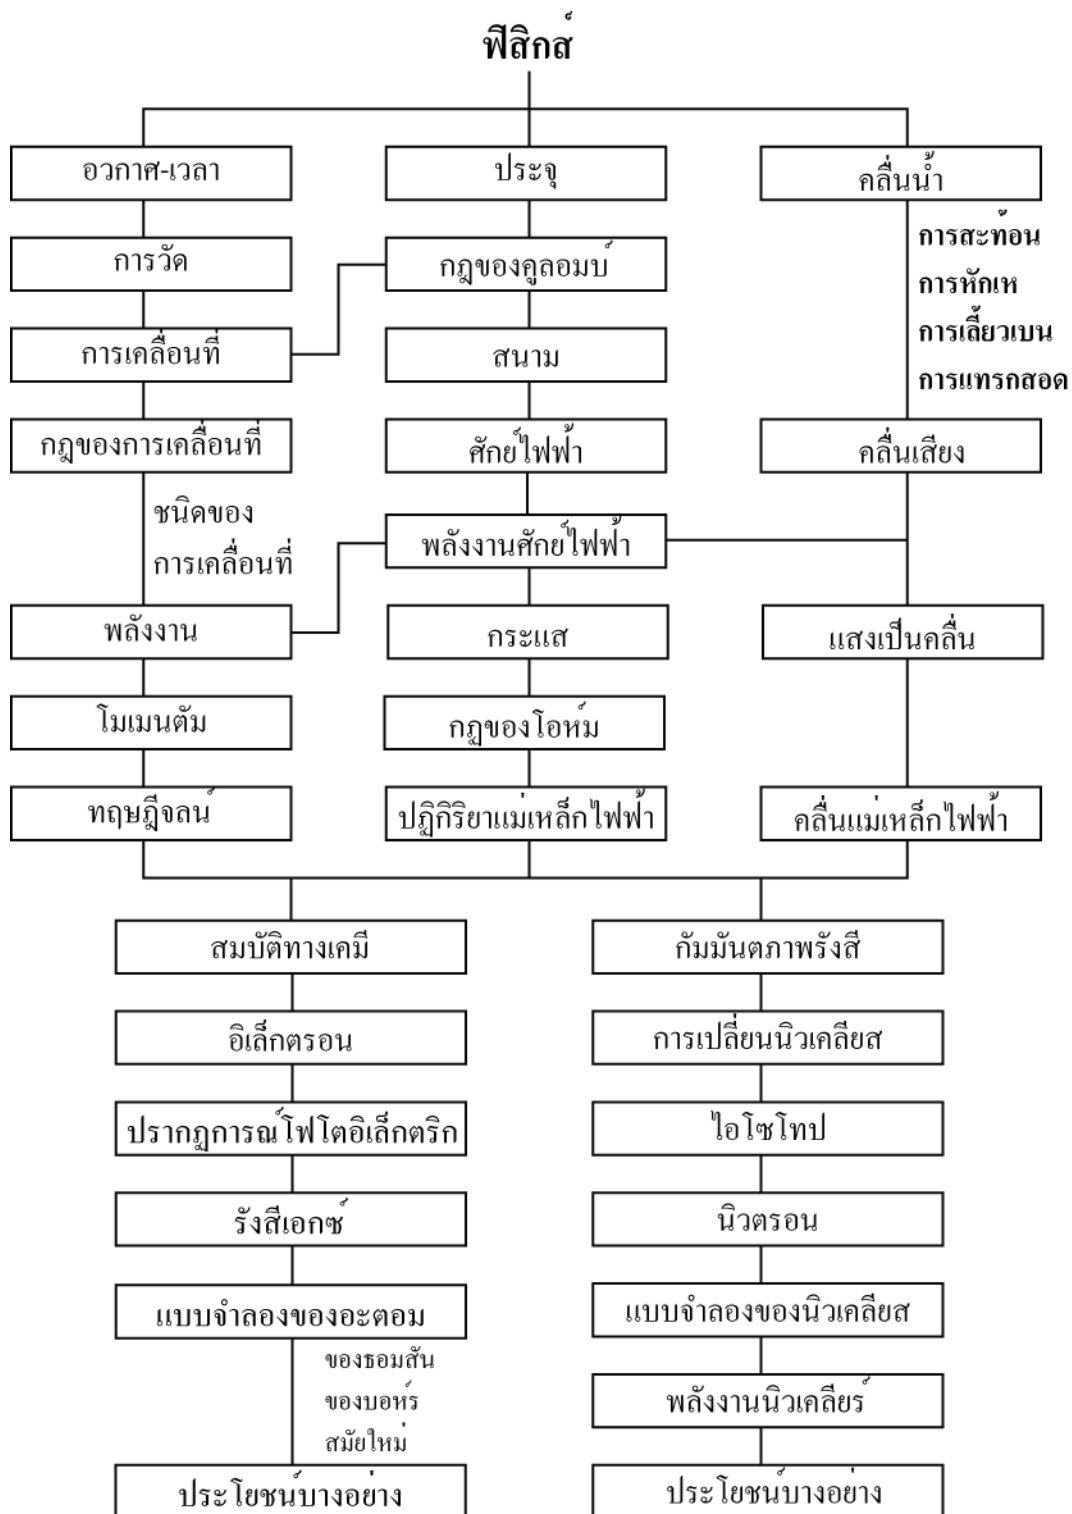 ฟิสิกส์
อวกาศ-เวลา
การวัด
การเคลื่อนที่
กฎของการเคลื่อนที่
ชนิดของ
การเคลื่อนที่
พลังงาน
โมเมนตัม
ทฤษฎีจลน์
ประจุ
กฎของคูลอมบ์
สนาม
ศักย์ไฟฟ้า
พลังงานศักย์ไฟฟ้า
กระแส
กฎของโอห์ม
ปฏิกิริยาแม่เหล็กไฟฟ้า
คลื่นน้ำ
การสะท้อน
การหักเห
การเลี้ยวเบน
การแทรกสอด
คลื่นเสียง
แสงเป็นคลื่น
คลื่นแม่เหล็กไฟฟ้า
สมบัติทางเคมี
อิเล็กตรอน
ปรากฏการณ์โฟโตอิเล็กตริก
รังสีเอกซ์
แบบจำลองของอะตอม
ของธอมสัน
ของบอห์ร
สมัยใหม่
ประโยชน์บางอย่าง
กัมมันตภาพรังสี
การเปลี่ยนนิวเคลียส
ไอโซโทป
นิวตรอน
แบบจำลองของนิวเคลียส
พลังงานนิวเคลียร์
ประโยชน์บางอย่าง